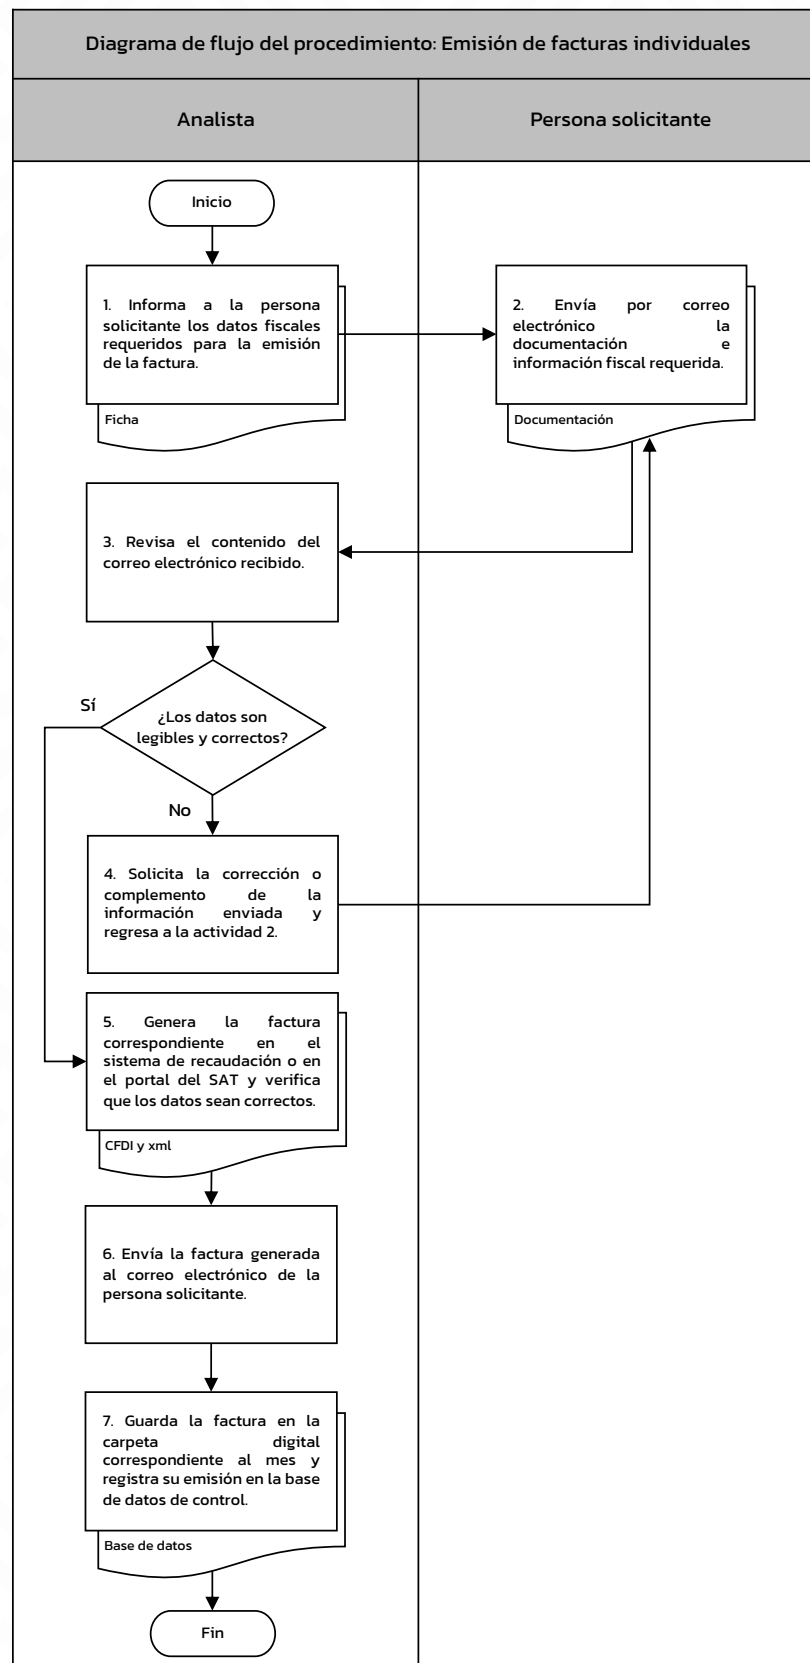 Diagrama de flujo del procedimiento: Emisión de facturas individuales
Analista
Persona solicitante
Inicio
1. Informa a la persona
solicitante los datos fiscales
requeridos para la emisión
de la factura.
Ficha
2. Envía por correo
electrónico la
documentación e
información fiscal requerida.
Documentación
3. Revisa el contenido del
correo electrónico recibido.
¿Los datos son
legibles y correctos?
Sí
No
4. Solicita la corrección o
complemento de la
información enviada y
regresa a la actividad 2.
5. Genera la factura
correspondiente en el
sistema de recaudación o en
el portal del SAT y verifica
que los datos sean correctos.
CFDI y xml
6. Envía la factura generada
al correo electrónico de la
persona solicitante.
7. Guarda la factura en la
carpeta digital
correspondiente al mes y
registra su emisión en la base
de datos de control.
Base de datos
Fin